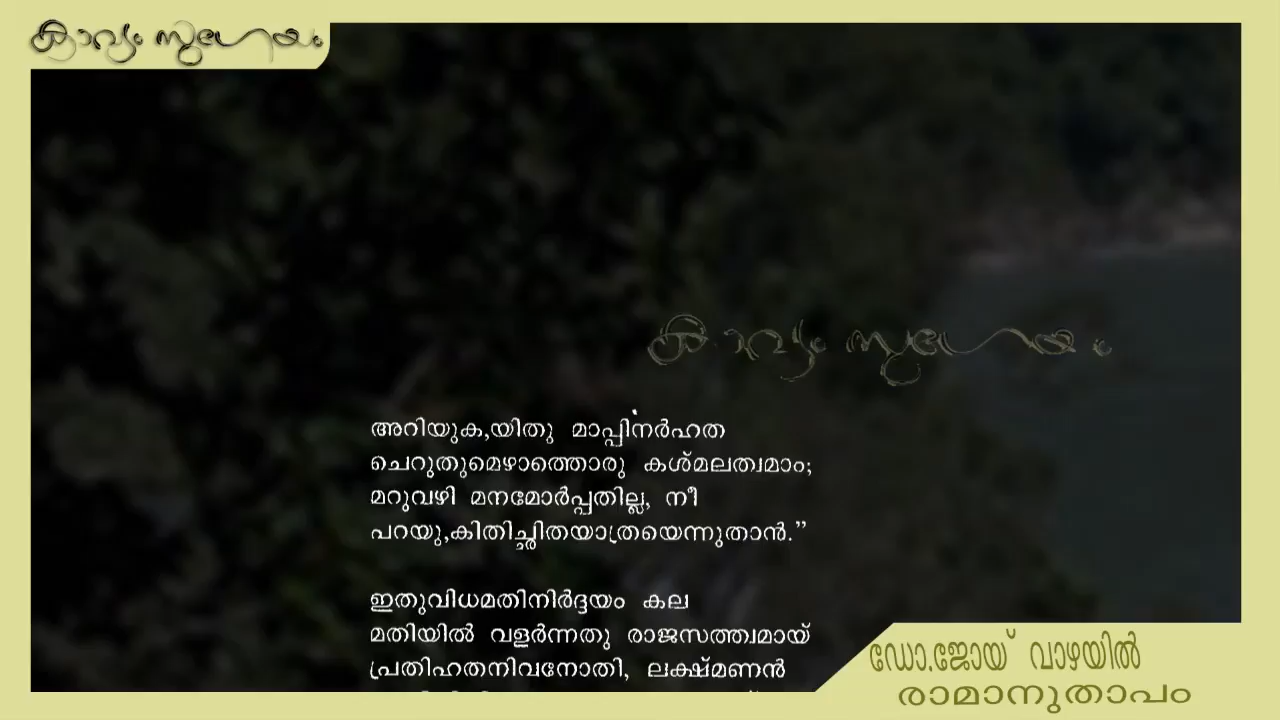 കാവ്യം സുഗേയം
കാവ്യം സുഗേയം
അറിയുക,യിതു മാപ്പിനർഹത
ചെറുതുമെഴാത്തൊരു കശ്മലത്വമാം;
മറുവഴി മനമോർപ്പതില്ല, നീ
പറയു,കിതിച്ഛിതയാത്രയെന്നുതാൻ.”
ഇതുവിധമതിനിർദ്ദയം കല
മതിയിൽ വളർന്നതു രാജസത്ത്വമായ്
പ്രതിഹതനിവനോതി, ലക്ഷ്മണൻ
ഡോ.ജോയ് വാഴയിൽ
രാമാനുതാപം